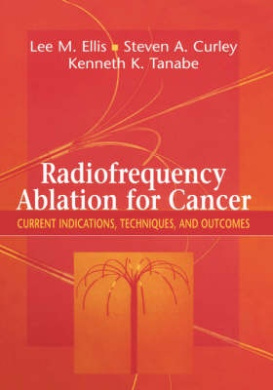 Lee M. Ellis ■ Steven A. Curley
Kenneth K. Tanabe
Radiofrequency
Ablation for Cancer
CURRENT INDICATIONS, TECHNIQUES, AND OUTCOMES